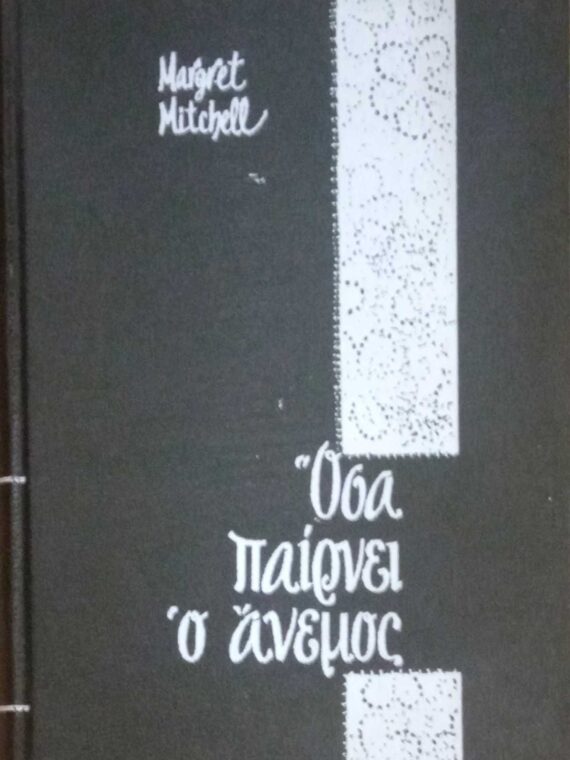 Margret
Mitchell
Ὅσα
παίρνει
ὁ ἄνεμος